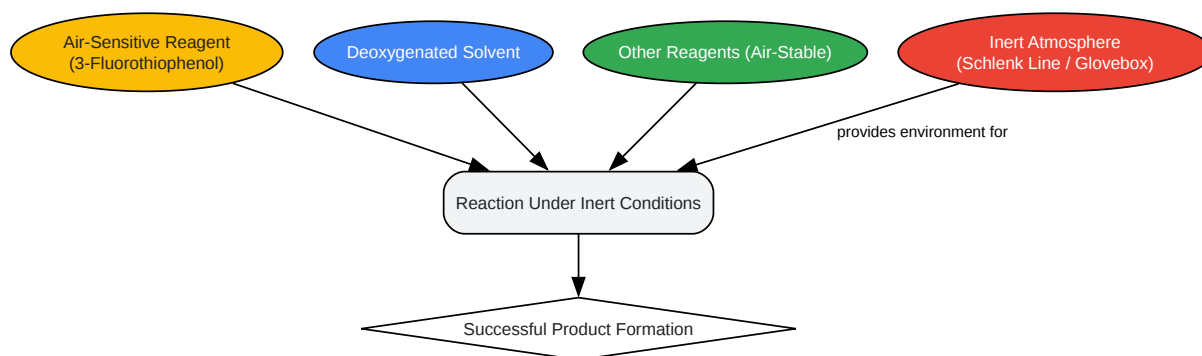 Air-Sensitive Reagent
(3-Fluorothiophenol)
Deoxygenated Solvent
Other Reagents (Air-Stable)
Inert Atmosphere
(Schlenk Line / Glovebox)
provides environment for
Reaction Under Inert Conditions
Successful Product Formation